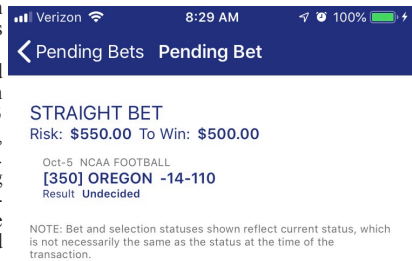 Verizon 8:29 AM 100%
Pending Bets Pending Bet
STRAIGHT BET
Risk: $550.00 To Win: $500.00
Oct-5 NCAA FOOTBALL
[350] OREGON -14-110
Result Undecided
NOTE: Bet and selection statuses shown reflect current status, which
is not necessarily the same as the status at the time of the
transaction.